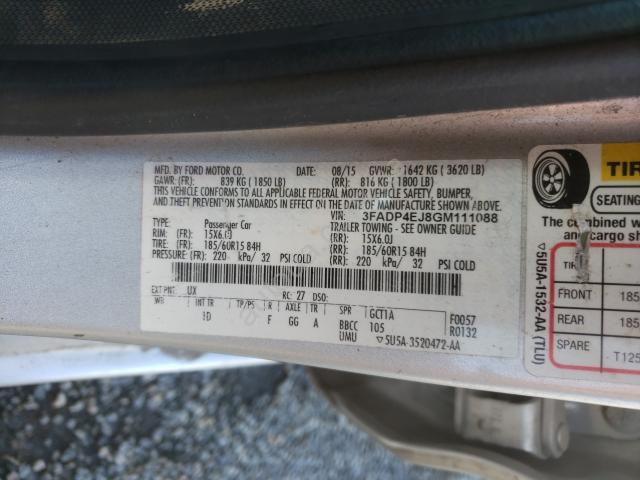 MFD. BY FORD MOTOR CO. 08/15 GVWR: 1642 KG ( 3620 LB)
GAWR: (FR): 839 KG ( 1850 LB) (RR): 816 KG ( 1800 LB)
THIS VEHICLE CONFORMS TO ALL APPLICABLE FEDERAL MOTOR VEHICLE SAFETY, BUMPER,
AND THEFT PREVENTION STANDARDS IN EFFECT ON THE DATE OF MANUFACTURE SHOWN ABOVE.
VIN: 3FADP4EJ8GM111088
TYPE: Passenger Car TRAILER TOWING - SEE OWNER GUIDE
RIM: (FR): 15X6.0J (RR): 15X6.0J
TIRE: (FR): 185/60R15 84H (RR): 185/60R15 84H
PRESSURE: (FR): 220 kPa/ 32 PSI COLD (RR): 220 kPa/ 32 PSI COLD
EXT PNT: UX RC: 27 DSO:
WB INT TR TP/PS R AXLE TR SPR GCT1A F0057
ID F GG A BBCC 105 R0132
UMU ▽5U5A-3520472-AA
TIR
SEATING
The combined w
and cargo sh
▽5U5A-1532-AA (TLU)
TI
FRONT 185
REAR 185
SPARE T125